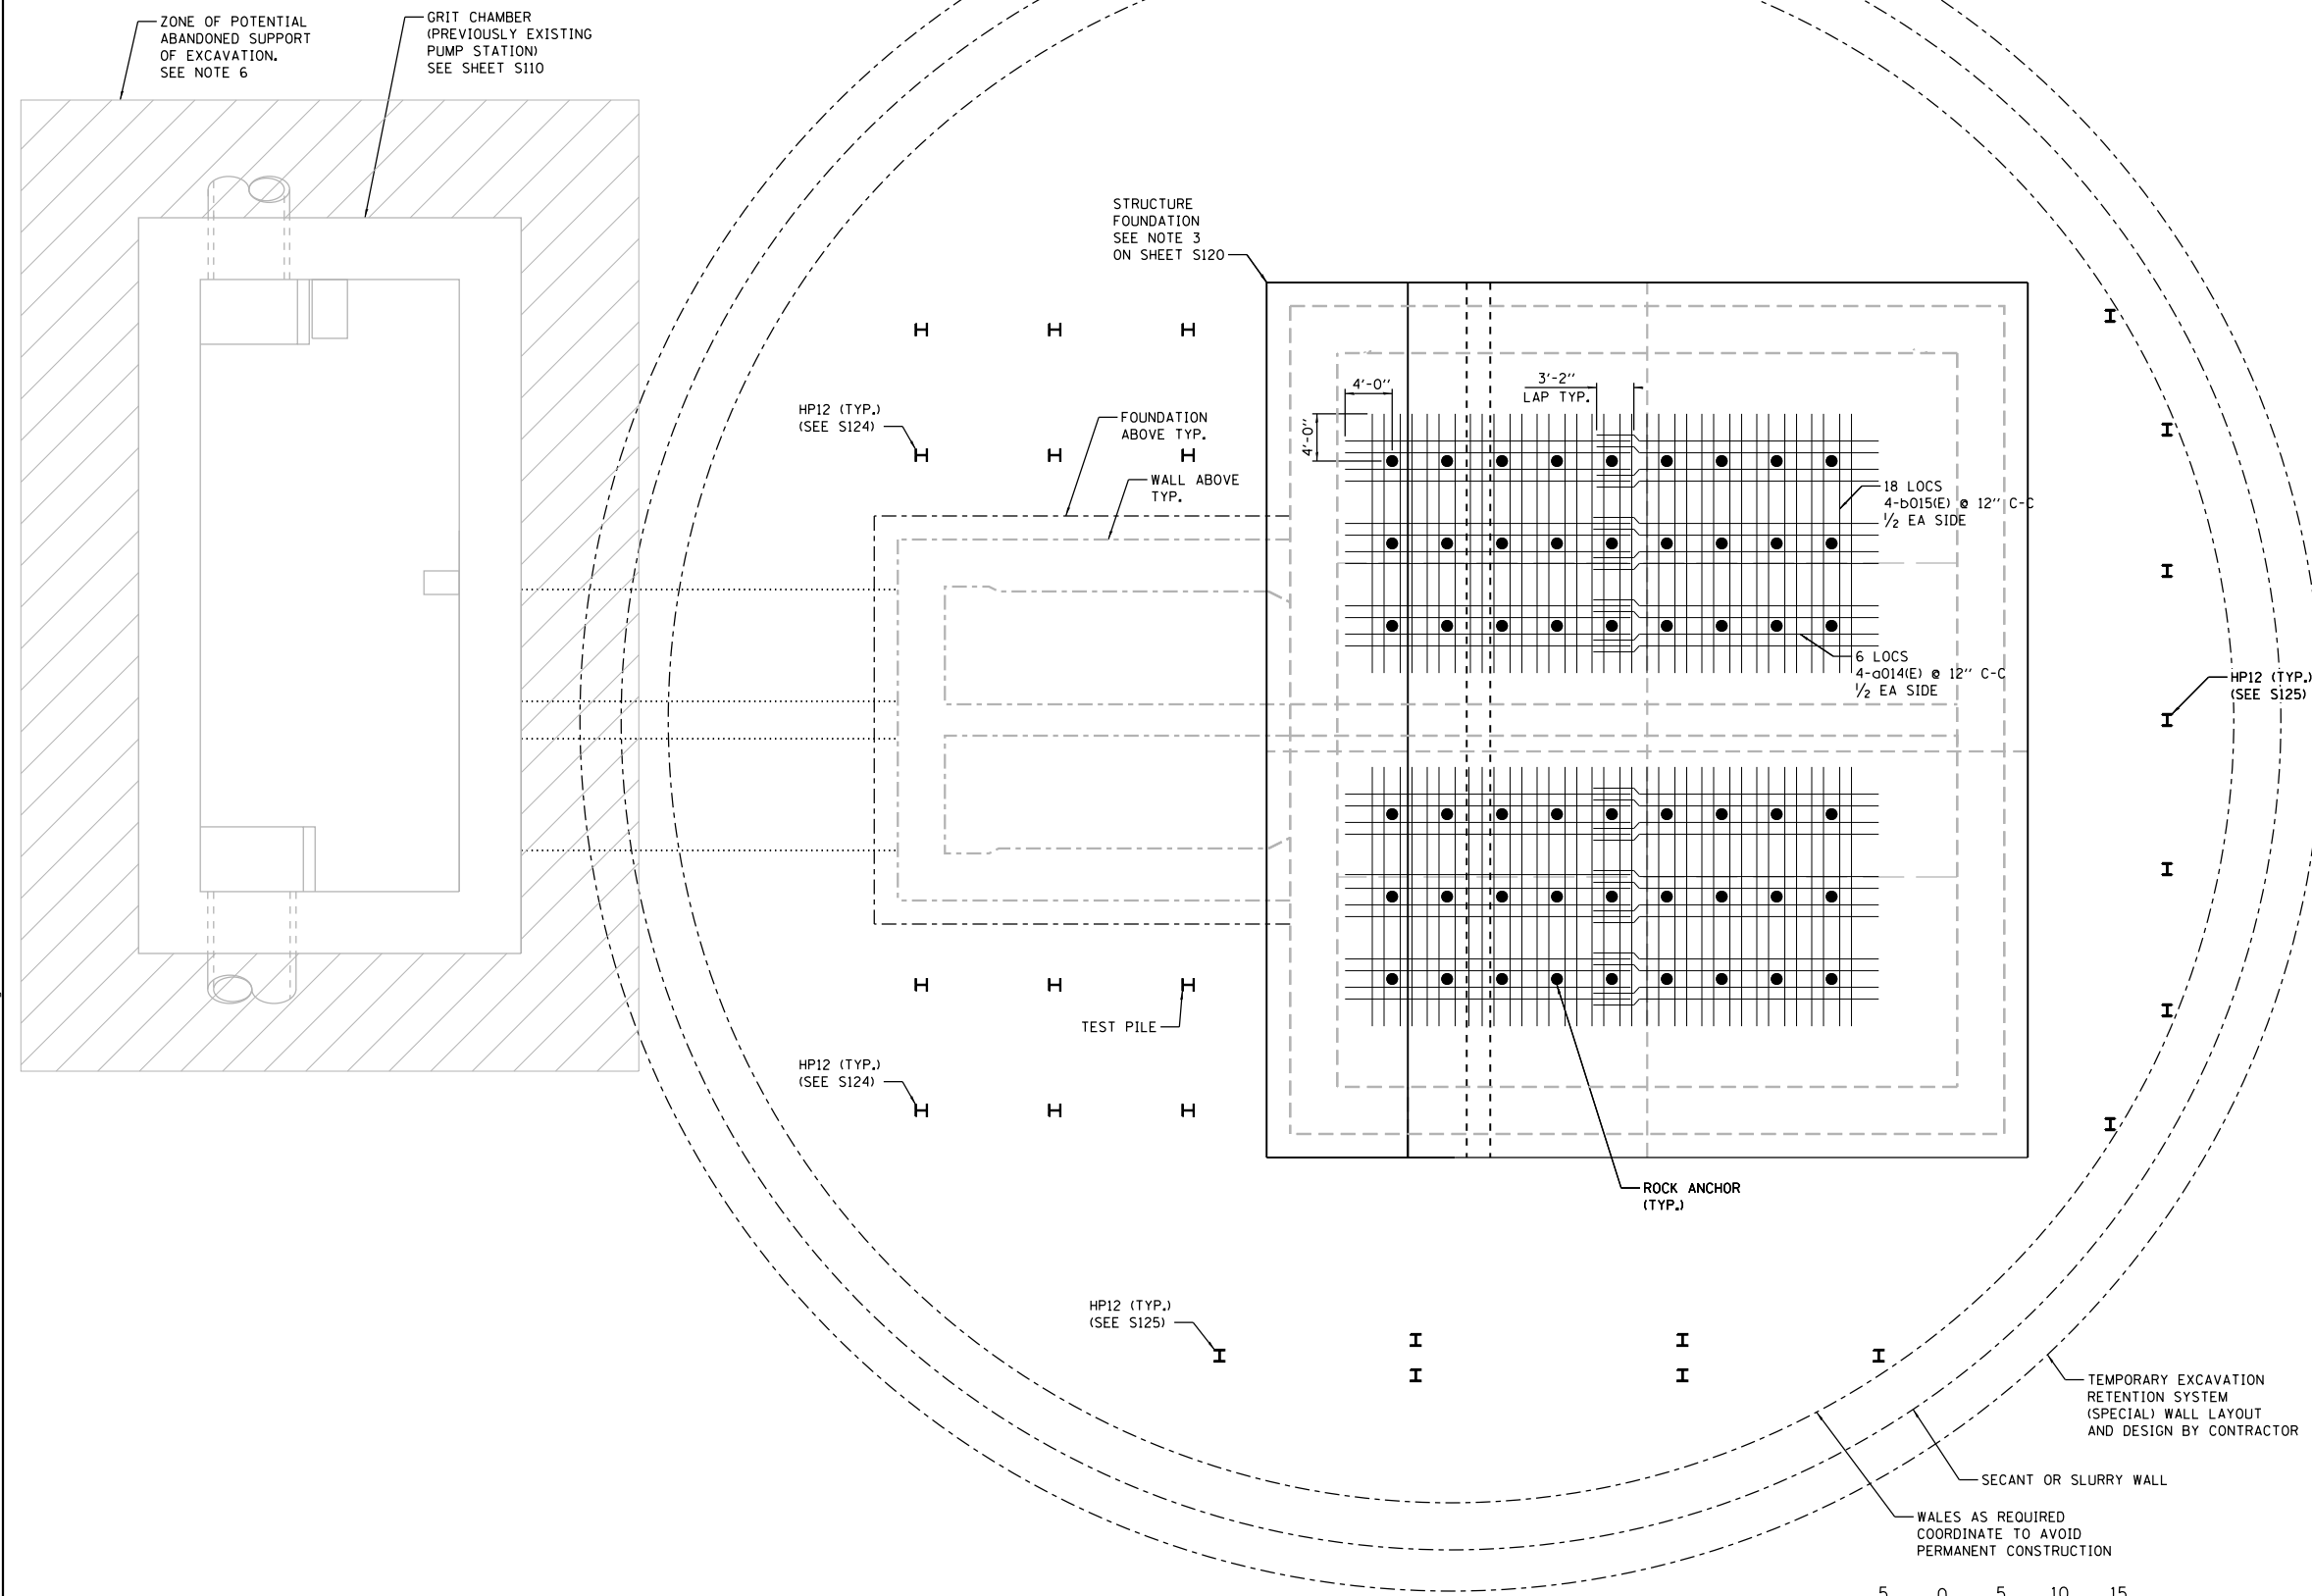 ZONE OF POTENTIAL
ABANDONED SUPPORT
OF EXCAVATION.
SEE NOTE 6
GRIT CHAMBER
(PREVIOUSLY EXISTING
PUMP STATION)
SEE SHEET S110
STRUCTURE
FOUNDATION
SEE NOTE 3
ON SHEET S120
HP12 (TYP.)
(SEE S124)
FOUNDATION
ABOVE TYP.
WALL ABOVE
TYP.
4'-0''
3'-2''
LAP TYP.
4'-0''
18 LOCS
4-b015(E) @ 12'' C-C
1/2 EA SIDE
6 LOCS
4-a014(E) @ 12'' C-C
1/2 EA SIDE
HP12 (TYP.)
(SEE S125)
TEST PILE
HP12 (TYP.)
(SEE S124)
ROCK ANCHOR
(TYP.)
HP12 (TYP.)
(SEE S125)
TEMPORARY EXCAVATION
RETENTION SYSTEM
(SPECIAL) WALL LAYOUT
AND DESIGN BY CONTRACTOR
SECANT OR SLURRY WALL
WALES AS REQUIRED
COORDINATE TO AVOID
PERMANENT CONSTRUCTION
5 0 5 10 15